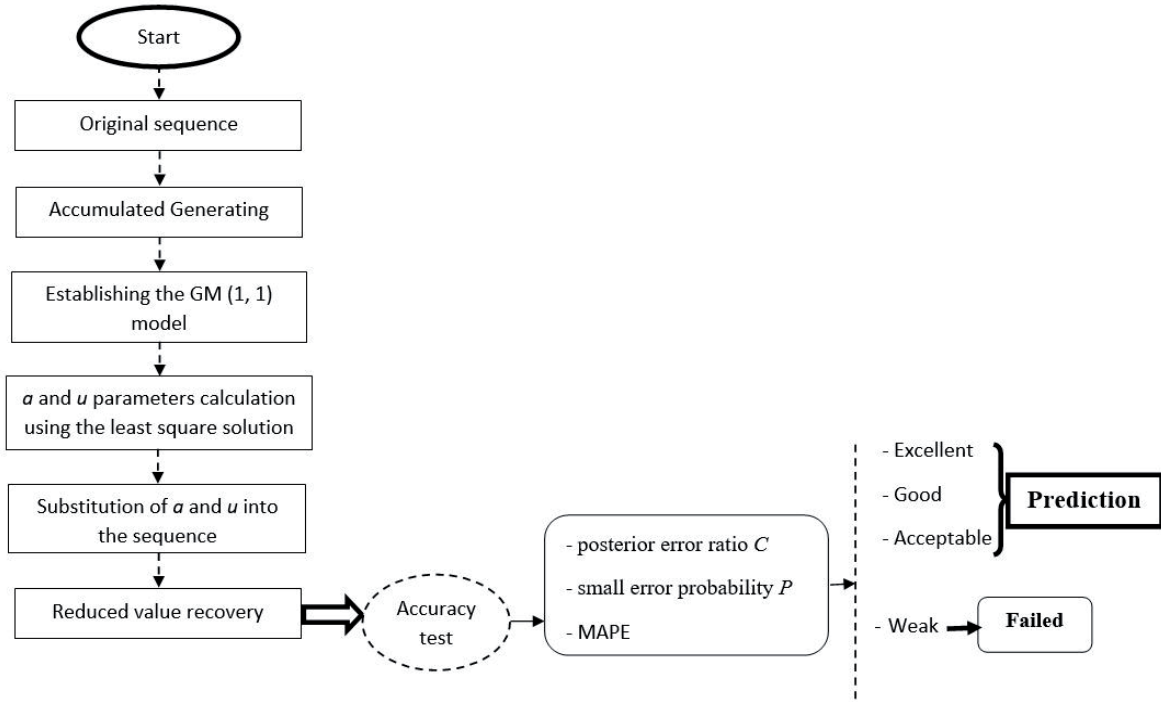 Start
Original sequence
Accumulated Generating
Establishing the GM (1, 1)
model
a and u parameters calculation
using the least square solution
Substitution of a and u into
the sequence
Reduced value recovery
Accuracy
test
- posterior error ratio C
- small error probability P
- MAPE
- Excellent
- Good
- Acceptable
Prediction
- Weak
Failed